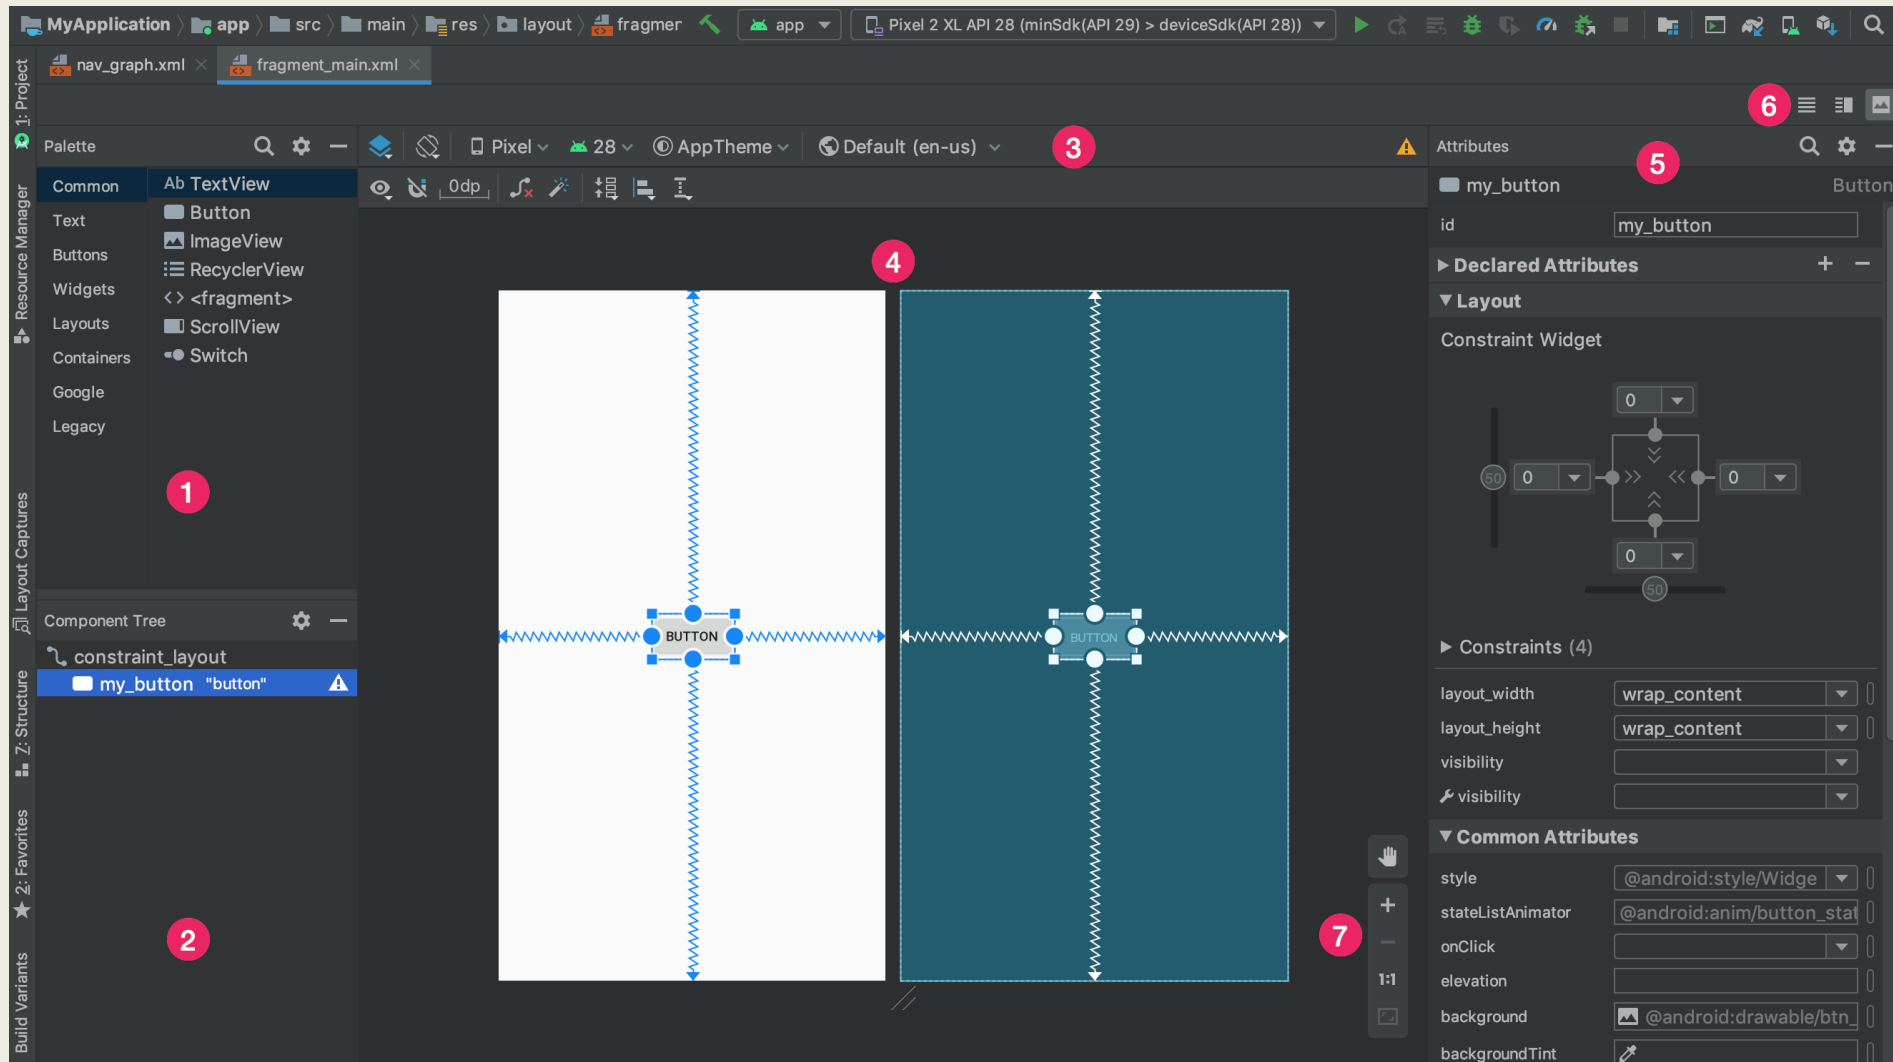 MyApplication app src main res layout fragmer app Pixel 2 XL API 28 (minSdk(API 29) > deviceSdk(API 28))
nav_graph.xml fragment_main.xml
6
1: Project
Resource Manager
Layout Captures
Z: Structure
2: Favorites
Build Variants
Palette
Common
Text
Buttons
Widgets
Layouts
Containers
Google
Legacy
Ab TextView
Button
ImageView
RecyclerView
<fragment>
ScrollView
Switch
1
Component Tree
constraint_layout
my_button "button"
2
Pixel 28 AppTheme Default (en-us) 3
0dp
4
BUTTON BUTTON
7
1:1
Attributes
5
my_button Button
id my_button
Declared Attributes
Layout
Constraint Widget
0
50 0 0
0
50
Constraints (4)
layout_width wrap_content
layout_height wrap_content
visibility
visibility
Common Attributes
style @android:style/Widge
stateListAnimator @android:anim/button_stat
onClick
elevation
background @android:drawable/btn_
backgroundTint